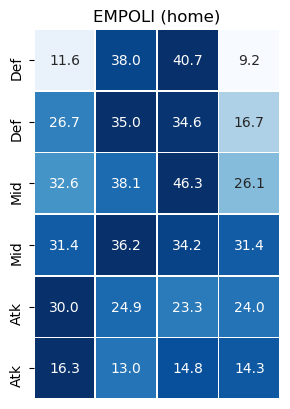 EMPOLI (home)
Def 11.6 38.0 40.7 9.2
Def 26.7 35.0 34.6 16.7
Mid 32.6 38.1 46.3 26.1
Mid 31.4 36.2 34.2 31.4
Atk 30.0 24.9 23.3 24.0
Atk 16.3 13.0 14.8 14.3